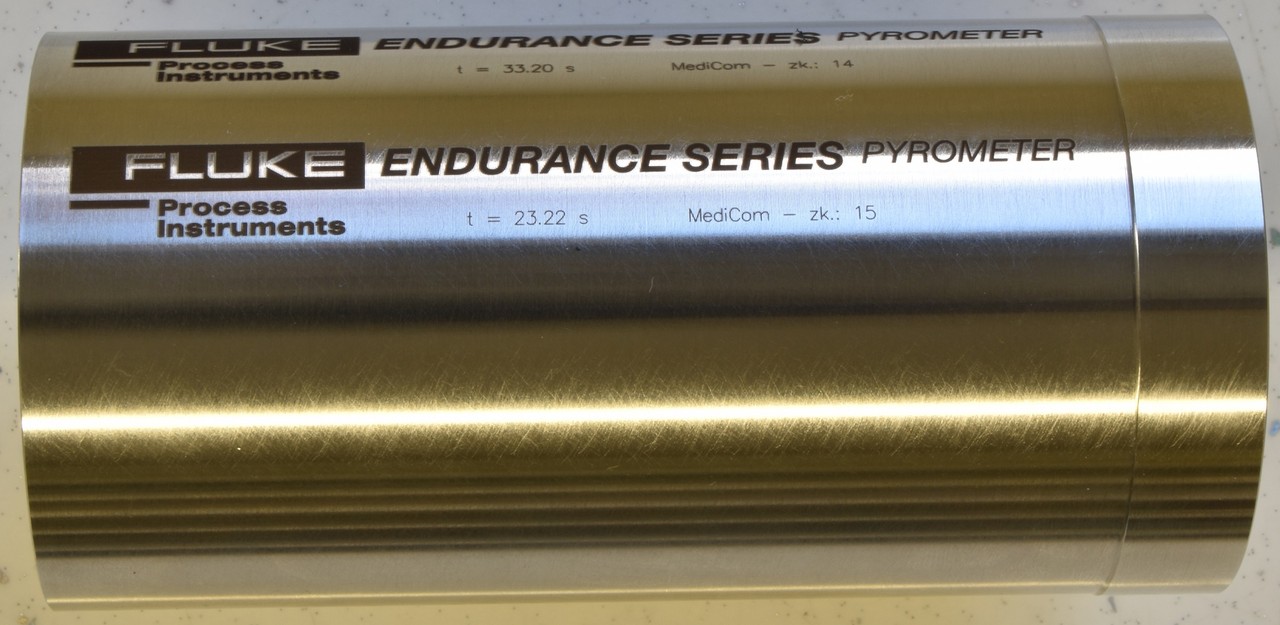 FLUKE ENDURANCE SERIES PYROMETER
Process
Instruments
t = 33.20 s MediCom – zk.: 14
FLUKE ENDURANCE SERIES PYROMETER
Process
Instruments
t = 23.22 s MediCom – zk.: 15